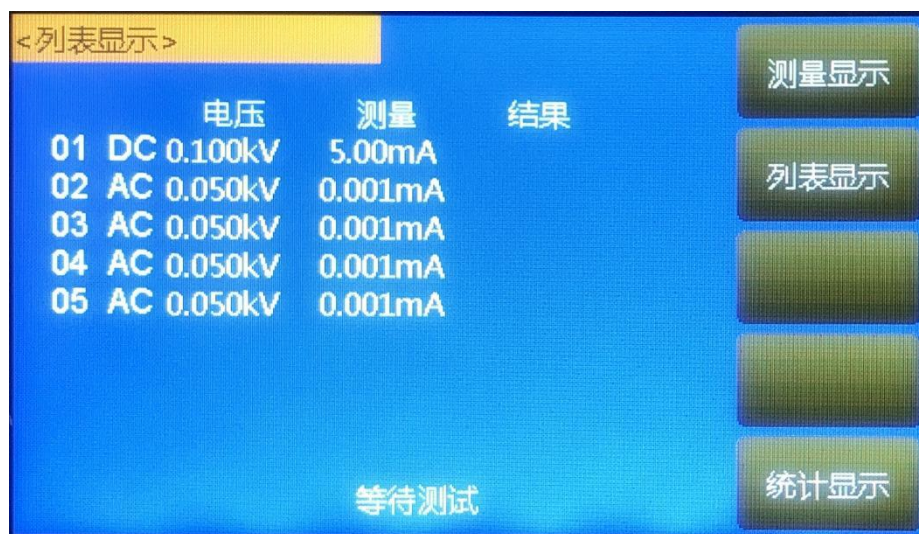 <列表显示>
电压 测量 结果
01 DC 0.100kV 5.00mA
02 AC 0.050kV 0.001mA
03 AC 0.050kV 0.001mA
04 AC 0.050kV 0.001mA
05 AC 0.050kV 0.001mA
等待测试
测量显示
列表显示
统计显示